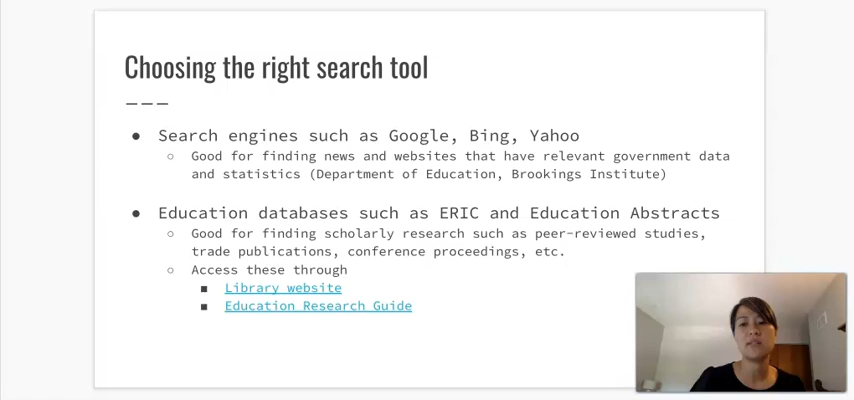 Choosing the right search tool
———
● Search engines such as Google, Bing, Yahoo
○ Good for finding news and websites that have relevant government data
and statistics (Department of Education, Brookings Institute)
● Education databases such as ERIC and Education Abstracts
○ Good for finding scholarly research such as peer-reviewed studies,
trade publications, conference proceedings, etc.
○ Access these through
■ Library website
■ Education Research Guide